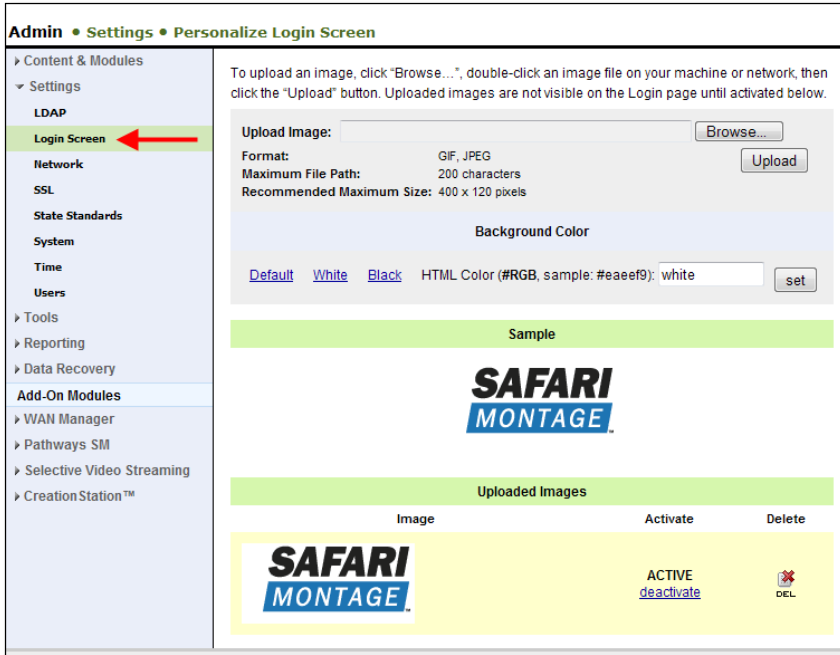 Admin • Settings • Personalize Login Screen
Content & Modules
Settings
LDAP
Login Screen
Network
SSL
State Standards
System
Time
Users
Tools
Reporting
Data Recovery
Add-On Modules
WAN Manager
Pathways SM
Selective Video Streaming
CreationStation™
To upload an image, click “Browse…”, double-click an image file on your machine or network, then
click the “Upload” button. Uploaded images are not visible on the Login page until activated below.
Upload Image: Browse...
Format: GIF, JPEG
Upload
Maximum File Path: 200 characters
Recommended Maximum Size: 400 x 120 pixels
Background Color
Default White Black HTML Color (#RGB, sample: #eaeef9): white set
Sample
SAFARI
MONTAGE™
Uploaded Images
Image Activate Delete
SAFARI
MONTAGE™
ACTIVE
deactivate
DEL